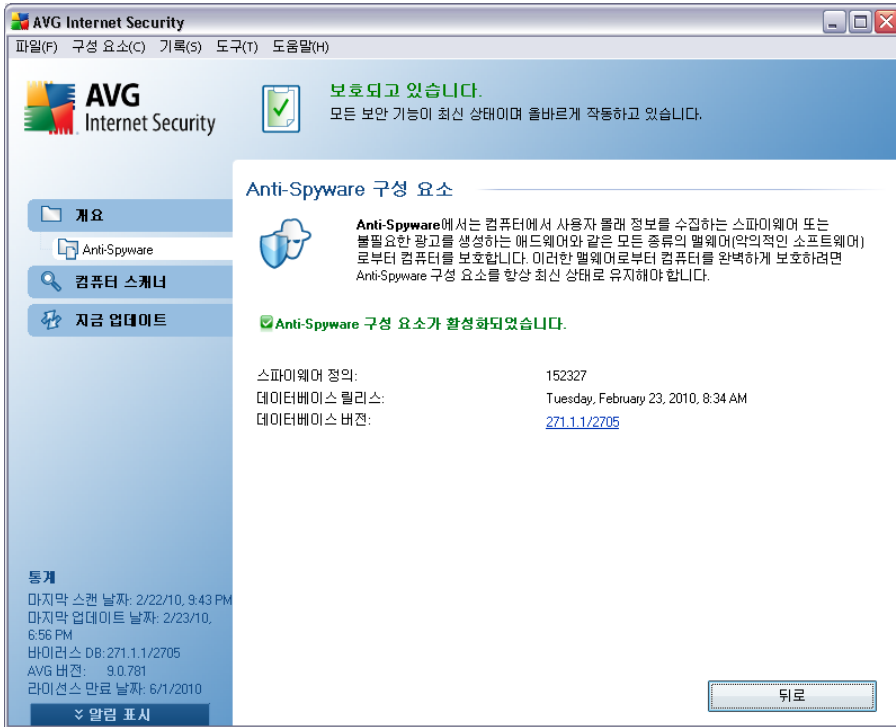 AVG Internet Security
파일(F) 구성 요소(C) 기록(S) 도구(T) 도움말(H)
AVG
Internet Security
보호되고 있습니다.
모든 보안 기능이 최신 상태이며 올바르게 작동하고 있습니다.
개요
Anti-Spyware
컴퓨터 스캐너
지금 업데이트
Anti-Spyware 구성 요소
Anti-Spyware에서는 컴퓨터에서 사용자 몰래 정보를 수집하는 스파이웨어 또는
불필요한 광고를 생성하는 애드웨어와 같은 모든 종류의 맬웨어(악의적인 소프트웨어)
로부터 컴퓨터를 보호합니다. 이러한 맬웨어로부터 컴퓨터를 완벽하게 보호하려면
Anti-Spyware 구성 요소를 항상 최신 상태로 유지해야 합니다.
Anti-Spyware 구성 요소가 활성화되었습니다.
스파이웨어 정의: 152327
데이터베이스 릴리스: Tuesday, February 23, 2010, 8:34 AM
데이터베이스 버전: 271.1.1/2705
통계
마지막 스캔 날짜: 2/22/10, 9:43 PM
마지막 업데이트 날짜: 2/23/10,
6:56 PM
바이러스 DB: 271.1.1/2705
AVG 버전: 9.0.781
라이선스 만료 날짜: 6/1/2010
알림 표시
뒤로